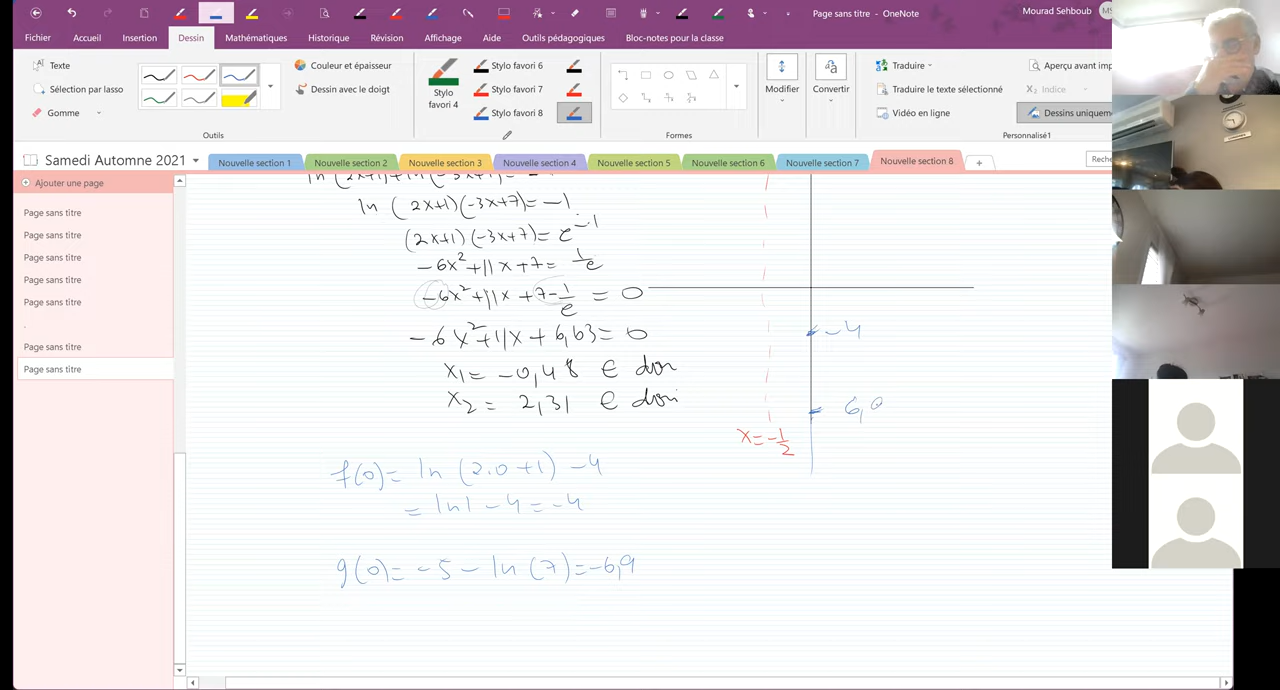 Page sans titre - OneNote
Mourad Sehboub
MS
Fichier Accueil Insertion Dessin Mathématiques Historique Révision Affichage Aide Outils pédagogiques Bloc-notes pour la classe
Texte
Sélection par lasso
Gomme
Outils
Couleur et épaisseur
Dessin avec le doigt
Stylo favori 4
Stylo favori 6
Stylo favori 7
Stylo favori 8
Formes
Modifier
Convertir
Traduire
Traduire le texte sélectionné
Vidéo en ligne
Aperçu avant imp
Indice
Dessins uniqueme
Personnalisé1
Samedi Automne 2021
Nouvelle section 1 Nouvelle section 2 Nouvelle section 3 Nouvelle section 4 Nouvelle section 5 Nouvelle section 6 Nouvelle section 7 Nouvelle section 8
Reche
Ajouter une page
Page sans titre
Page sans titre
Page sans titre
Page sans titre
Page sans titre
.
Page sans titre
Page sans titre
ln (2x+1)(-3x+7) = -1
(2x+1)(-3x+7) = e^-1
-6x²+11x+7 = 1/e
-6x²+11x+7-1/e = 0
-6x²+11x+6,63 = 0
x1 = -0,48 ∈ dom
x2 = 2,31 ∈ dom
f(0) = ln (2.0+1) -4
= ln1 -4 = -4
g(0) = -5 - ln (7) = -6,9
-4
x = -1/2